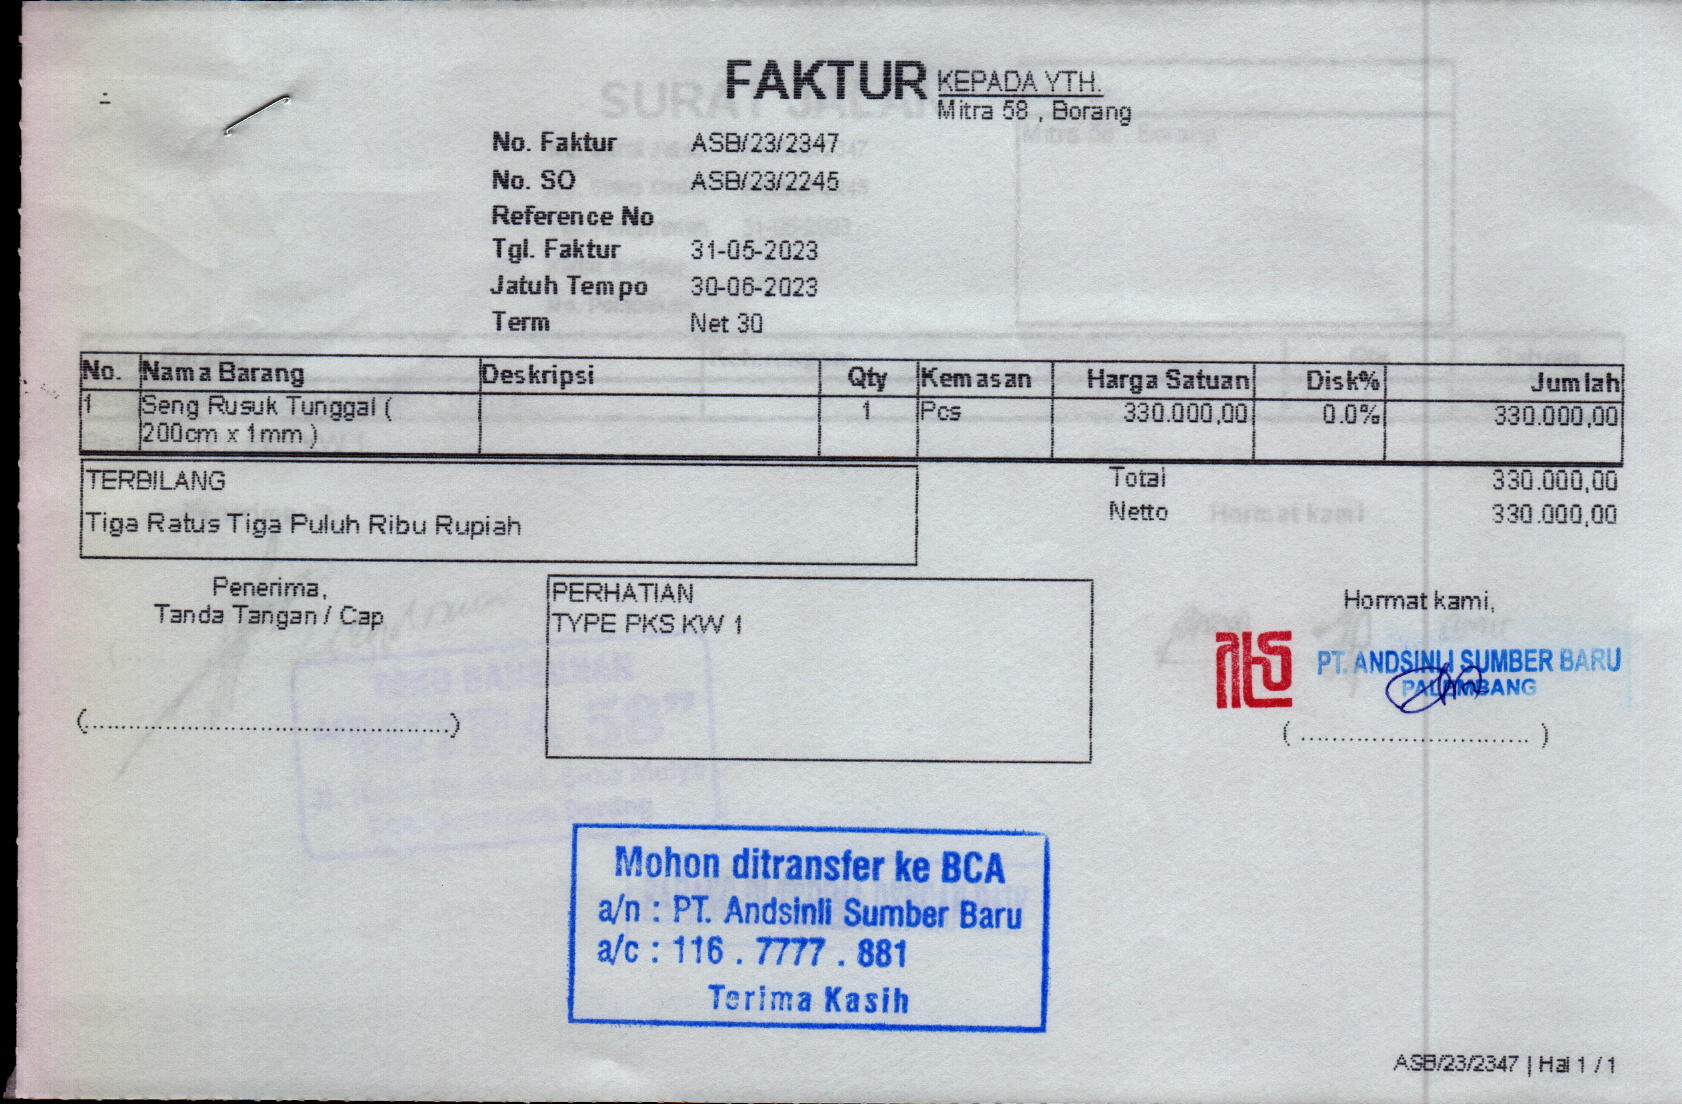 FAKTUR
KEPADA YTH.
Mitra 58 , Borang
No. Faktur ASB/23/2347
No. SO ASB/23/2245
Reference No
Tgl. Faktur 31-05-2023
Jatuh Tempo 30-06-2023
Term Net 30
No. Nama Barang Deskripsi Qty Kemasan Harga Satuan Disk% Jumlah
1 Seng Rusuk Tunggal ( 1 Pcs 330.000,00 0.0% 330.000,00
200cm x 1mm )
TERBILANG
Tiga Ratus Tiga Puluh Ribu Rupiah
Total 330.000,00
Netto 330.000,00
Penerima,
Tanda Tangan / Cap
(............................................)
PERHATIAN
TYPE PKS KW 1
Hormat kami,
PT. ANDSINLI SUMBER BARU
PALEMBANG
( ............................ )
Mohon ditransfer ke BCA
a/n : PT. Andsinli Sumber Baru
a/c : 116 . 7777 . 881
Terima Kasih
ASB/23/2347 | Hal 1 / 1